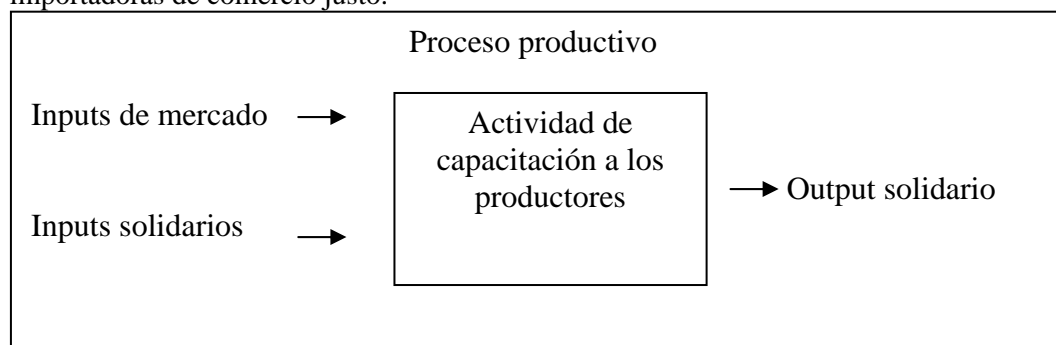 importadoras de comercio justo.
Proceso productivo
Inputs de mercado
Actividad de
capacitación a los
productores
Output solidario
Inputs solidarios